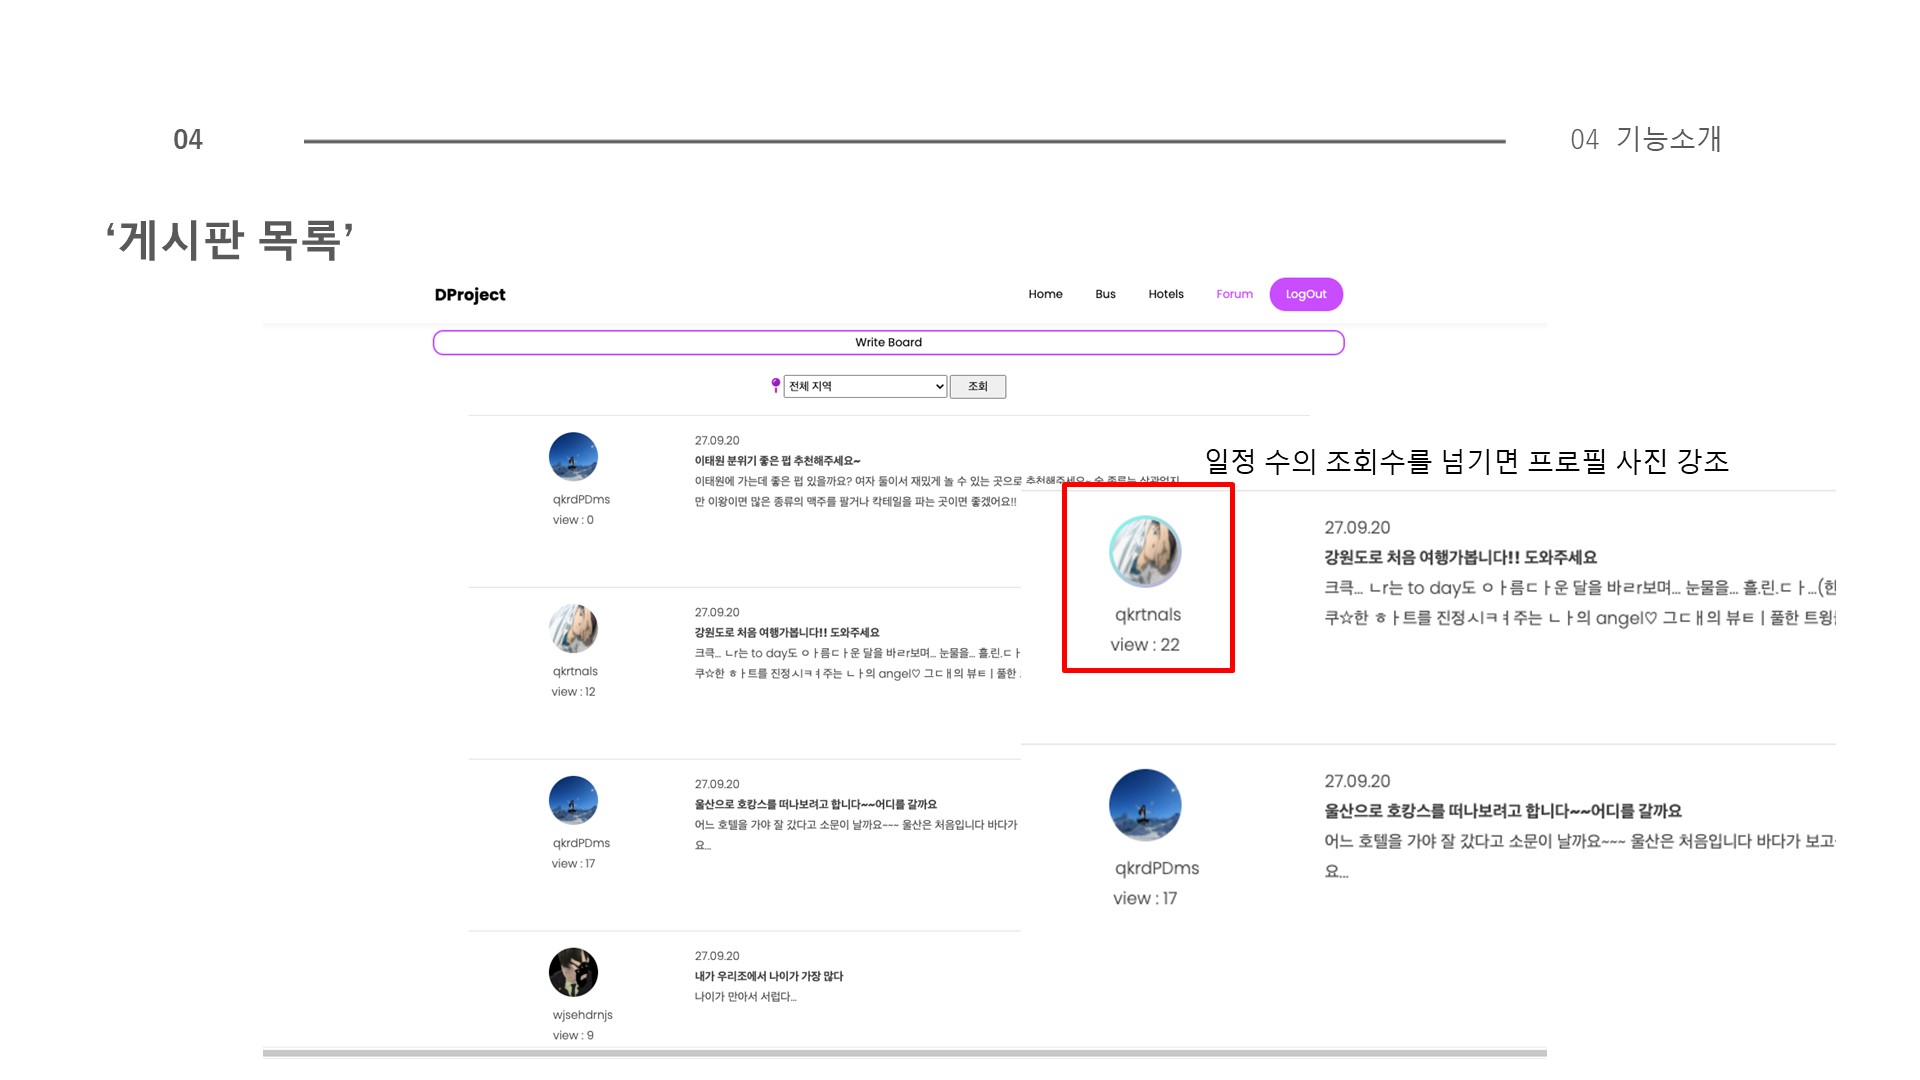 04
04 기능소개
‘게시판 목록’
DProject
Home Bus Hotels Forum LogOut
Write Board
전체 지역 조회
27.09.20
이태원 분위기 좋은 펍 추천해주세요~
이태원에 가는데 좋은 펍 있을까요? 여자 둘이서 재밌게 놀 수 있는 곳으로 추천해주세요~ 술 종류는 상관없지
만 이왕이면 많은 종류의 맥주를 팔거나 칵테일을 파는 곳이면 좋겠어요!!
qkrdPDms
view : 0
27.09.20
강원도로 처음 여행가봅니다!! 도와주세요
크큭... ㄴr는 to day도 ㅇㅏ름ㄷㅏ운 달을 바ㄹr보며... 눈물을... 흘.린.ㄷㅏ
쿠☆한 ㅎㅏ트를 진정시ㅋㅕ주는 ㄴㅏ의 angel♡ 그ㄷㅐ의 뷰ㅌㅣ풀한
qkrtnals
view : 12
27.09.20
울산으로 호캉스를 떠나보려고 합니다~~어디를 갈까요
어느 호텔을 가야 잘 갔다고 소문이 날까요~~~ 울산은 처음입니다 바다가
요...
qkrdPDms
view : 17
27.09.20
내가 우리조에서 나이가 가장 많다
나이가 만아서 서럽다...
wjsehdrnjs
view : 9
일정 수의 조회수를 넘기면 프로필 사진 강조
27.09.20
강원도로 처음 여행가봅니다!! 도와주세요
크큭... ㄴr는 to day도 ㅇㅏ름ㄷㅏ운 달을 바ㄹr보며... 눈물을... 흘.린.ㄷㅏ...(한
쿠☆한 ㅎㅏ트를 진정시ㅋㅕ주는 ㄴㅏ의 angel♡ 그ㄷㅐ의 뷰ㅌㅣ풀한
qkrtnals
view : 22
27.09.20
울산으로 호캉스를 떠나보려고 합니다~~어디를 갈까요
어느 호텔을 가야 잘 갔다고 소문이 날까요~~~ 울산은 처음입니다 바다가 보고
요...
qkrdPDms
view : 17